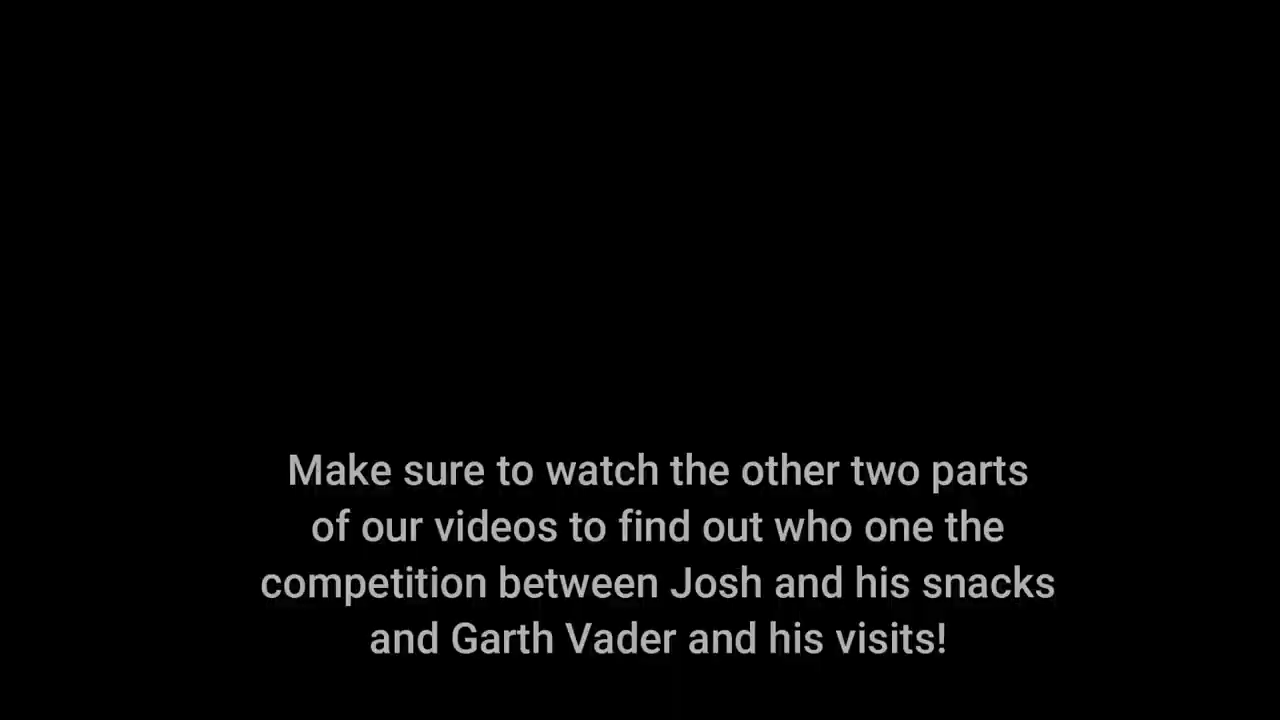 Make sure to watch the other two parts
of our videos to find out who one the
competition between Josh and his snacks
and Garth Vader and his visits!